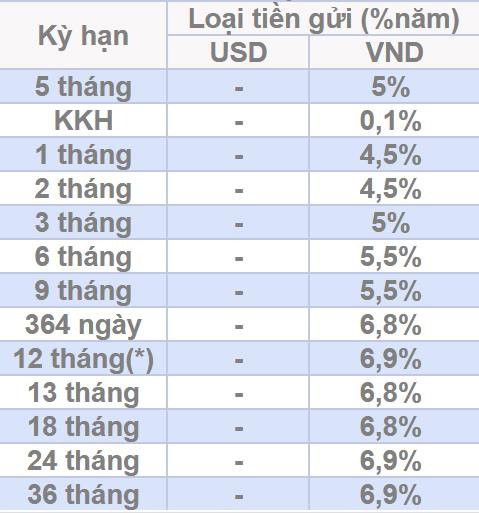 Kỳ hạn Loại tiền gửi (%năm)
USD VND
5 tháng - 5%
KKH - 0,1%
1 tháng - 4,5%
2 tháng - 4,5%
3 tháng - 5%
6 tháng - 5,5%
9 tháng - 5,5%
364 ngày - 6,8%
12 tháng(*) - 6,9%
13 tháng - 6,8%
18 tháng - 6,8%
24 tháng - 6,9%
36 tháng - 6,9%